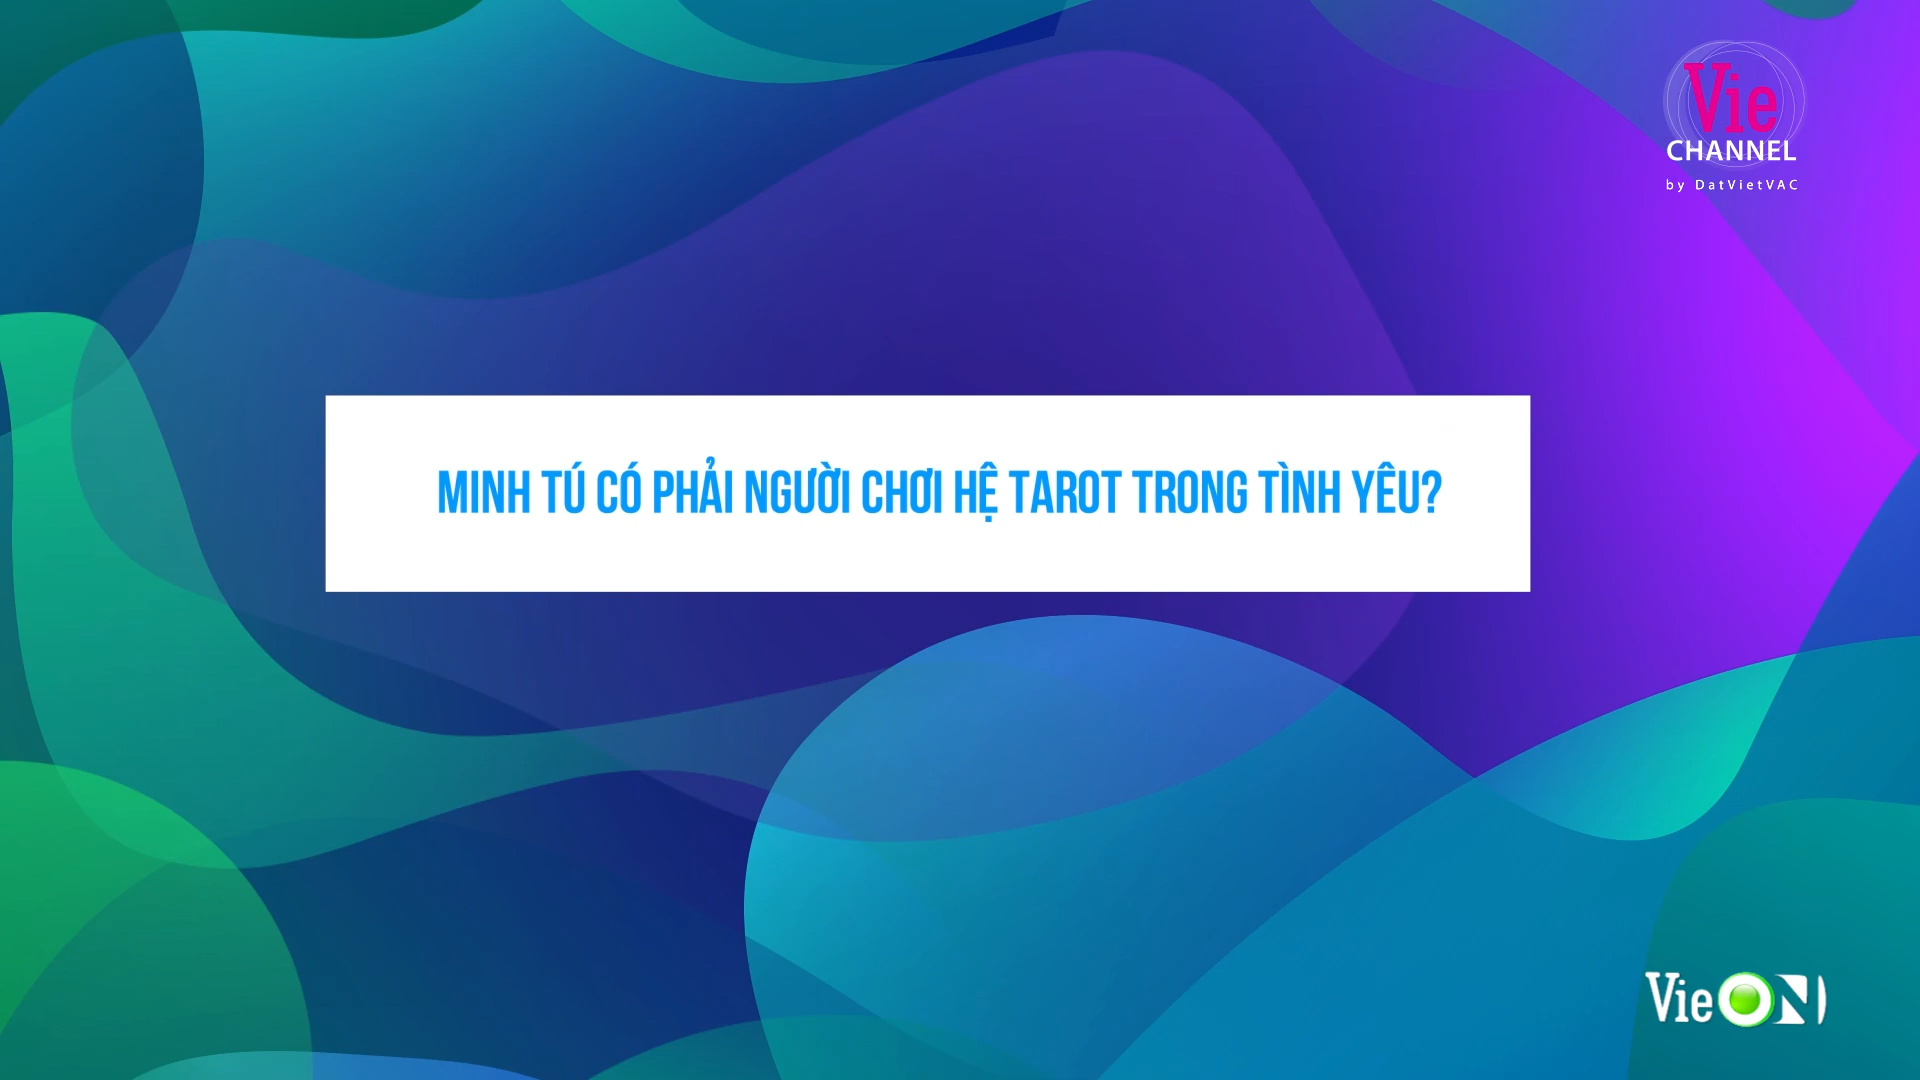 Vie
CHANNEL
by DatVietVAC
MINH TÚ CÓ PHẢI NGƯỜI CHƠI HỆ TAROT TRONG TÌNH YÊU?
VieON